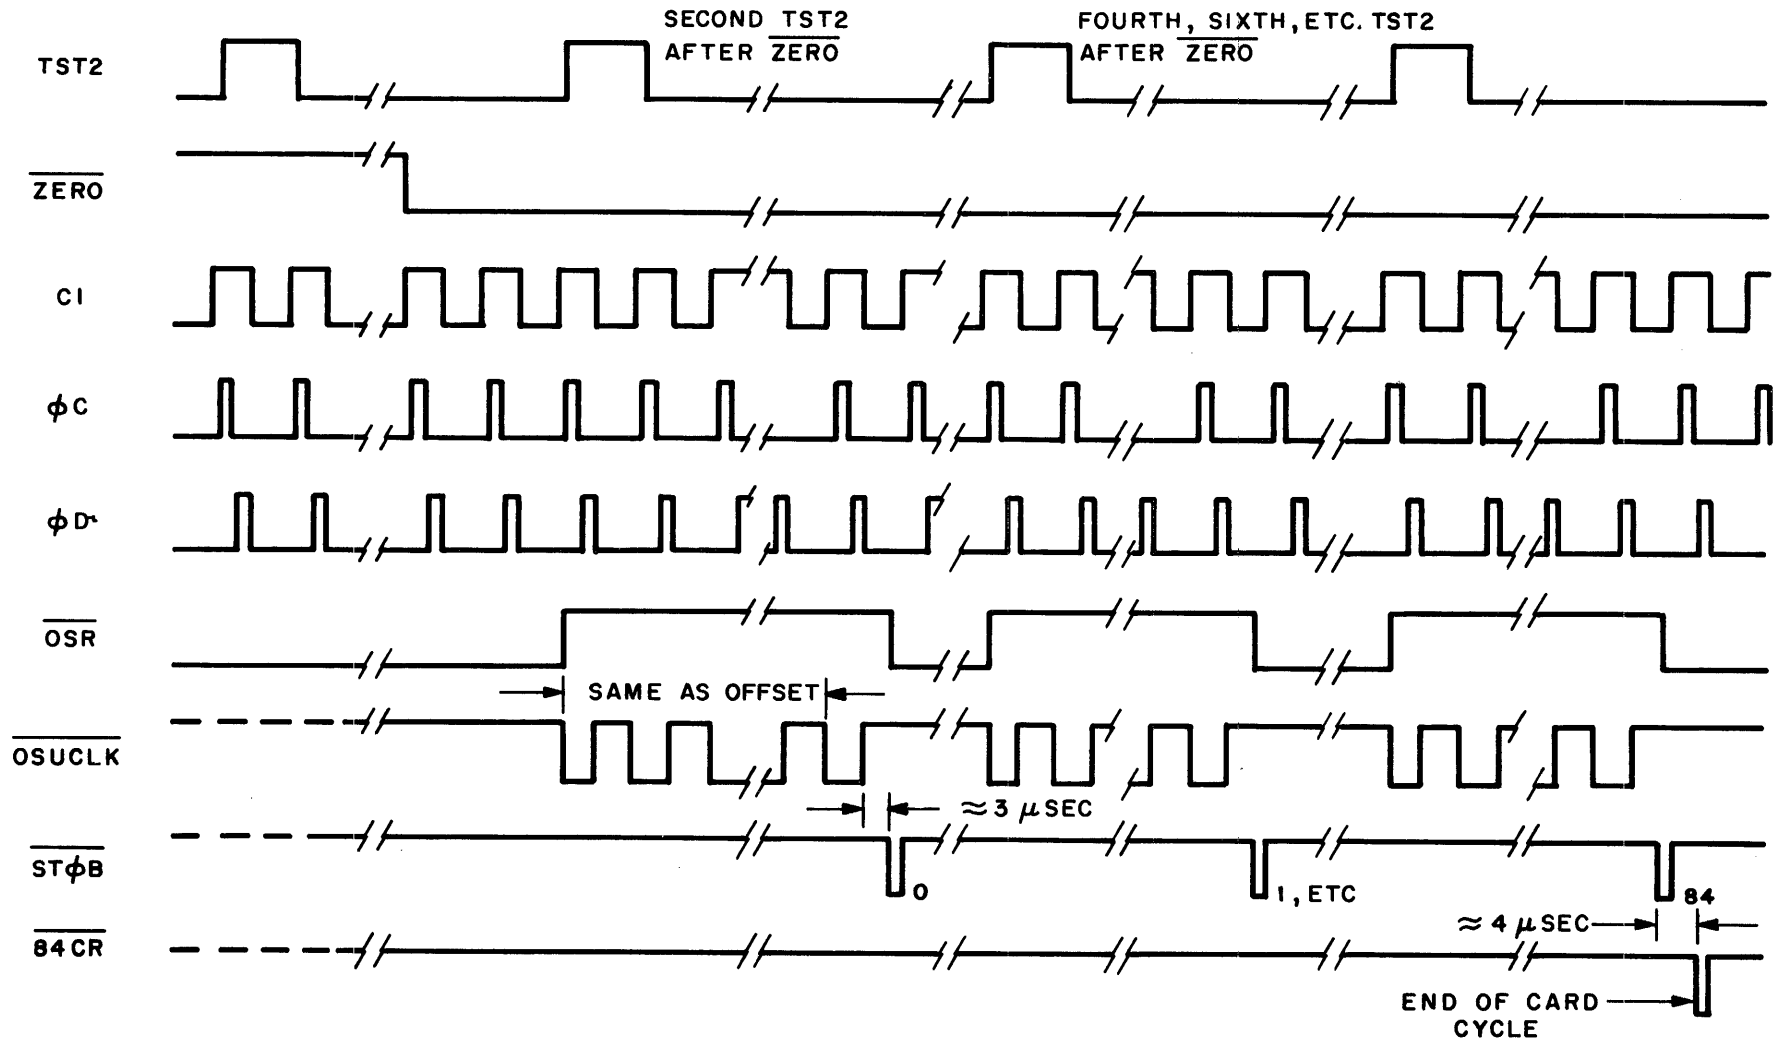 SECOND TST2
AFTER ZERO
FOURTH, SIXTH, ETC. TST2
AFTER ZERO
TST2
ZERO
C1
ϕC
ϕD
OSR
SAME AS OFFSET
OSUCLK
≈3 μSEC
STϕB
0
1, ETC
84
≈4 μSEC
84CR
END OF CARD
CYCLE